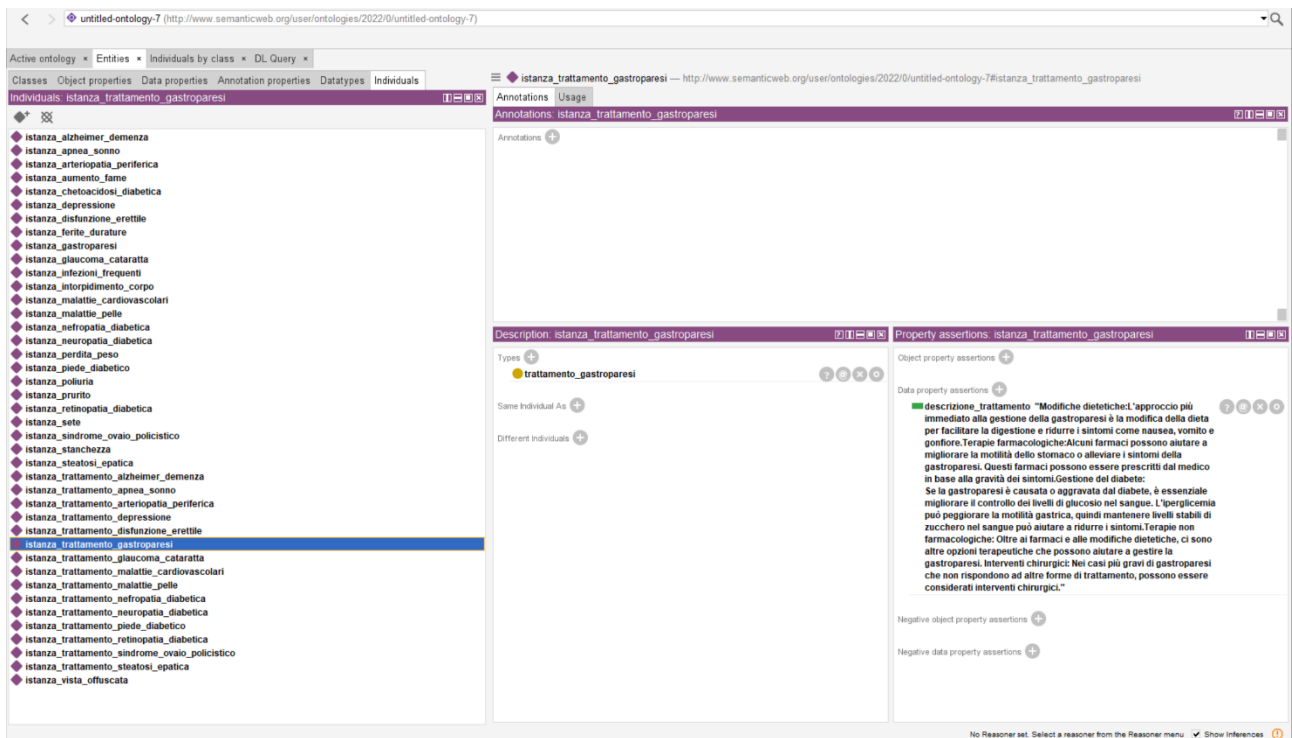 untitled-ontology-7 (http://www.semanticweb.org/user/ontologies/2022/0/untitled-ontology-7)
Active ontology × Entities × Individuals by class × DL Query ×
Classes Object properties Data properties Annotation properties Datatypes Individuals
Individuals: istanza_trattamento_gastroparesi
istanza_alzheimer_demenza
istanza_apnea_sonno
istanza_arteriopatia_periferica
istanza_aumento_fame
istanza_chetoacidosi_diabetica
istanza_depressione
istanza_disfunzione_erettile
istanza_ferite_durature
istanza_gastroparesi
istanza_glaucoma_cataratta
istanza_infezioni_frequenti
istanza_intorpidimento_corpo
istanza_malattie_cardiovascolari
istanza_malattie_pelle
istanza_nefropatia_diabetica
istanza_neuropatia_diabetica
istanza_perdita_peso
istanza_piede_diabetico
istanza_poliuria
istanza_prurito
istanza_retinopatia_diabetica
istanza_sete
istanza_sindrome_ovaio_policistico
istanza_stanchezza
istanza_steatosi_epatica
istanza_trattamento_alzheimer_demenza
istanza_trattamento_apnea_sonno
istanza_trattamento_arteriopatia_periferica
istanza_trattamento_depressione
istanza_trattamento_disfunzione_erettile
istanza_trattamento_gastroparesi
istanza_trattamento_glaucoma_cataratta
istanza_trattamento_malattie_cardiovascolari
istanza_trattamento_malattie_pelle
istanza_trattamento_nefropatia_diabetica
istanza_trattamento_neuropatia_diabetica
istanza_trattamento_piede_diabetico
istanza_trattamento_retinopatia_diabetica
istanza_trattamento_sindrome_ovaio_policistico
istanza_trattamento_steatosi_epatica
istanza_vista_offuscata
istanza_trattamento_gastroparesi — http://www.semanticweb.org/user/ontologies/2022/0/untitled-ontology-7#istanza_trattamento_gastroparesi
Annotations Usage
Annotations: istanza_trattamento_gastroparesi
Annotations
Description: istanza_trattamento_gastroparesi
Types
trattamento_gastroparesi
Same Individual As
Different Individuals
Property assertions: istanza_trattamento_gastroparesi
Object property assertions
Data property assertions
descrizione_trattamento "Modifiche dietetiche:L'approccio più
immediato alla gestione della gastroparesi è la modifica della dieta
per facilitare la digestione e ridurre i sintomi come nausea, vomito e
gonfiore.Terapie farmacologiche:Alcuni farmaci possono aiutare a
migliorare la motilità dello stomaco o alleviare i sintomi della
gastroparesi. Questi farmaci possono essere prescritti dal medico
in base alla gravità dei sintomi.Gestione del diabete:
Se la gastroparesi è causata o aggravata dal diabete, è essenziale
migliorare il controllo dei livelli di glucosio nel sangue. L'iperglicemia
può peggiorare la motilità gastrica, quindi mantenere livelli stabili di
zucchero nel sangue può aiutare a ridurre i sintomi.Terapie non
farmacologiche: Oltre ai farmaci e alle modifiche dietetiche, ci sono
altre opzioni terapeutiche che possono aiutare a gestire la
gastroparesi. Interventi chirurgici: Nei casi più gravi di gastroparesi
che non rispondono ad altre forme di trattamento, possono essere
considerati interventi chirurgici."
Negative object property assertions
Negative data property assertions
No Reasoner set. Select a reasoner from the Reasoner menu Show Inferences